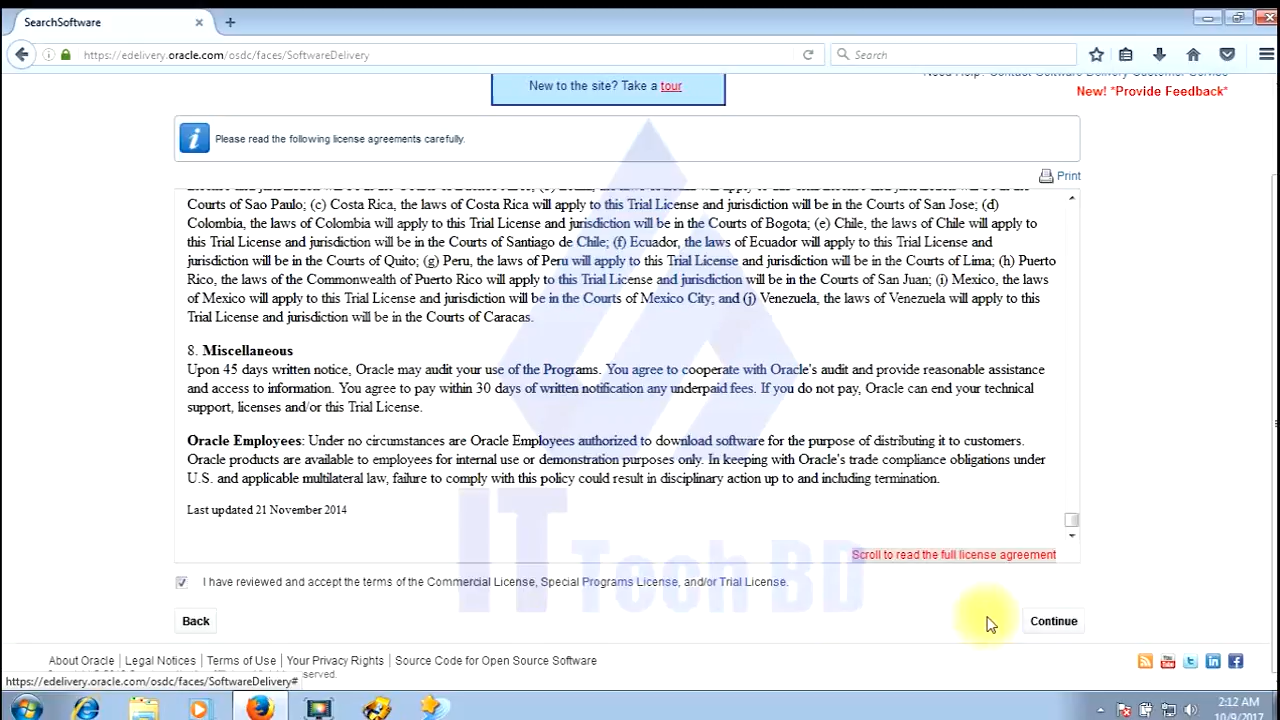 SearchSoftware
https://edelivery.oracle.com/osdc/faces/SoftwareDelivery
Search
New to the site? Take a tour
Need Help? Contact Software Delivery Customer Service
New! *Provide Feedback*
Please read the following license agreements carefully.
Print
Courts of Sao Paulo; (c) Costa Rica, the laws of Costa Rica will apply to this Trial License and jurisdiction will be in the Courts of San Jose; (d)
Colombia, the laws of Colombia will apply to this Trial License and jurisdiction will be in the Courts of Bogota; (e) Chile, the laws of Chile will apply to
this Trial License and jurisdiction will be in the Courts of Santiago de Chile; (f) Ecuador, the laws of Ecuador will apply to this Trial License and
jurisdiction will be in the Courts of Quito; (g) Peru, the laws of Peru will apply to this Trial License and jurisdiction will be in the Courts of Lima; (h) Puerto
Rico, the laws of the Commonwealth of Puerto Rico will apply to this Trial License and jurisdiction will be in the Courts of San Juan; (i) Mexico, the laws
of Mexico will apply to this Trial License and jurisdiction will be in the Courts of Mexico City; and (j) Venezuela, the laws of Venezuela will apply to this
Trial License and jurisdiction will be in the Courts of Caracas.
8. Miscellaneous
Upon 45 days written notice, Oracle may audit your use of the Programs. You agree to cooperate with Oracle's audit and provide reasonable assistance
and access to information. You agree to pay within 30 days of written notification any underpaid fees. If you do not pay, Oracle can end your technical
support, licenses and/or this Trial License.
Oracle Employees: Under no circumstances are Oracle Employees authorized to download software for the purpose of distributing it to customers.
Oracle products are available to employees for internal use or demonstration purposes only. In keeping with Oracle's trade compliance obligations under
U.S. and applicable multilateral law, failure to comply with this policy could result in disciplinary action up to and including termination.
Last updated 21 November 2014
IT Tech BD
Scroll to read the full license agreement
I have reviewed and accept the terms of the Commercial License, Special Programs License, and/or Trial License.
Back
Continue
About Oracle | Legal Notices | Terms of Use | Your Privacy Rights | Source Code for Open Source Software
https://edelivery.oracle.com/osdc/faces/SoftwareDelivery#
served.
2:12 AM
10/9/2017